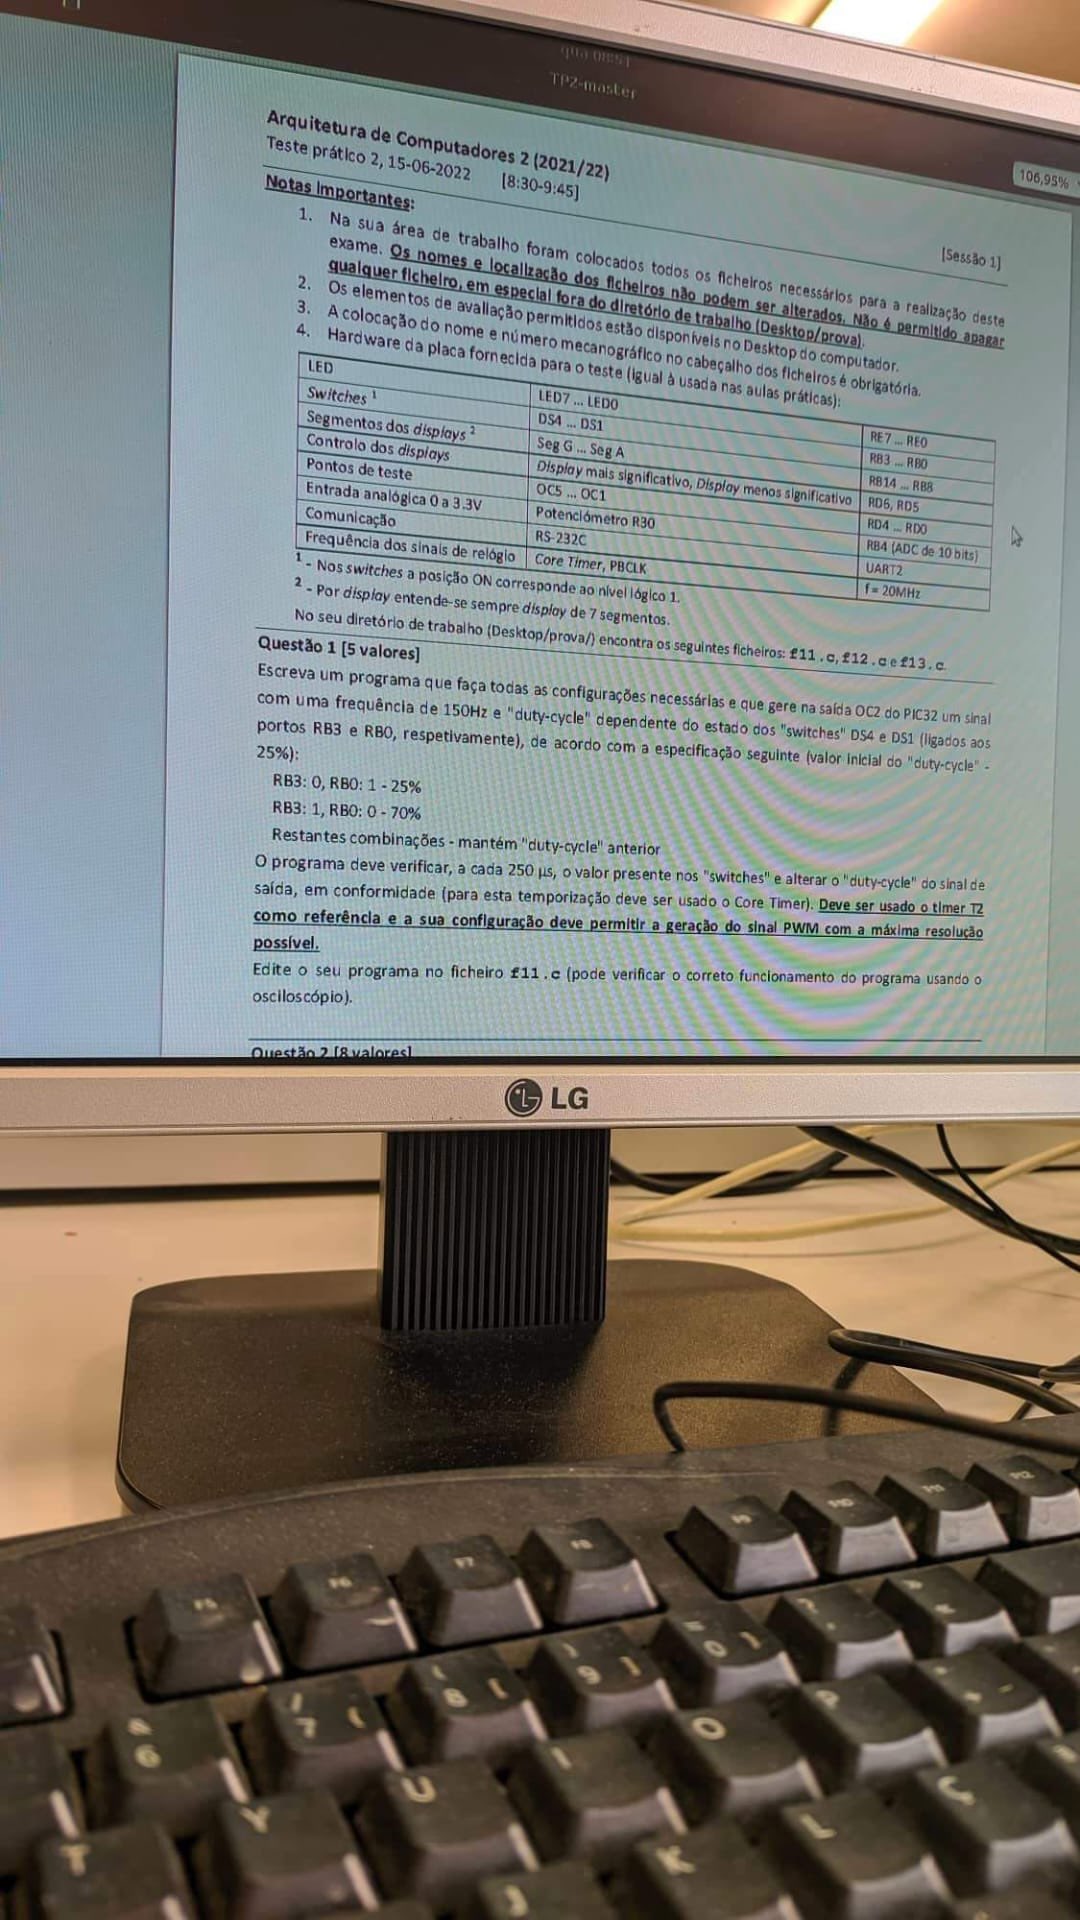 qua 08:51
TP2-master
106,95%
Arquitetura de Computadores 2 (2021/22)
Teste prático 2, 15-06-2022 [8:30-9:45]
[Sessão 1]
Notas Importantes:
1. Na sua área de trabalho foram colocados todos os ficheiros necessários para a realização deste
exame. Os nomes e localização dos ficheiros não podem ser alterados. Não é permitido apagar
qualquer ficheiro, em especial fora do diretório de trabalho (Desktop/prova).
2. Os elementos de avaliação permitidos estão disponíveis no Desktop do computador.
3. A colocação do nome e número mecanográfico no cabeçalho dos ficheiros é obrigatória.
4. Hardware da placa fornecida para o teste (igual à usada nas aulas práticas):
LED LED7 ... LED0 RE7 ... RE0
Switches 1 DS4 ... DS1 RB3 ... RB0
Segmentos dos displays 2 Seg G ... Seg A RB14 ... RB8
Controlo dos displays Display mais significativo, Display menos significativo RD6, RD5
Pontos de teste OC5 ... OC1 RD4 ... RD0
Entrada analógica 0 a 3.3V Potenciómetro R30 RB4 (ADC de 10 bits)
Comunicação RS-232C UART2
Frequência dos sinais de relógio Core Timer, PBCLK f= 20MHz
1 - Nos switches a posição ON corresponde ao nível lógico 1.
2 - Por display entende-se sempre display de 7 segmentos.
No seu diretório de trabalho (Desktop/prova/) encontra os seguintes ficheiros: f11.c, f12.c e f13.c.
Questão 1 [5 valores]
Escreva um programa que faça todas as configurações necessárias e que gere na saída OC2 do PIC32 um sinal
com uma frequência de 150Hz e "duty-cycle" dependente do estado dos "switches" DS4 e DS1 (ligados aos
portos RB3 e RB0, respetivamente), de acordo com a especificação seguinte (valor inicial do "duty-cycle" -
25%):
RB3: 0, RB0: 1 - 25%
RB3: 1, RB0: 0 - 70%
Restantes combinações - mantém "duty-cycle" anterior
O programa deve verificar, a cada 250 µs, o valor presente nos "switches" e alterar o "duty-cycle" do sinal de
saída, em conformidade (para esta temporização deve ser usado o Core Timer). Deve ser usado o timer T2
como referência e a sua configuração deve permitir a geração do sinal PWM com a máxima resolução
possível.
Edite o seu programa no ficheiro f11.c (pode verificar o correto funcionamento do programa usando o
osciloscópio).
Questão 2 [8 valores]
LG
F5 F6 F7 F8 F9 F10 F11 F12